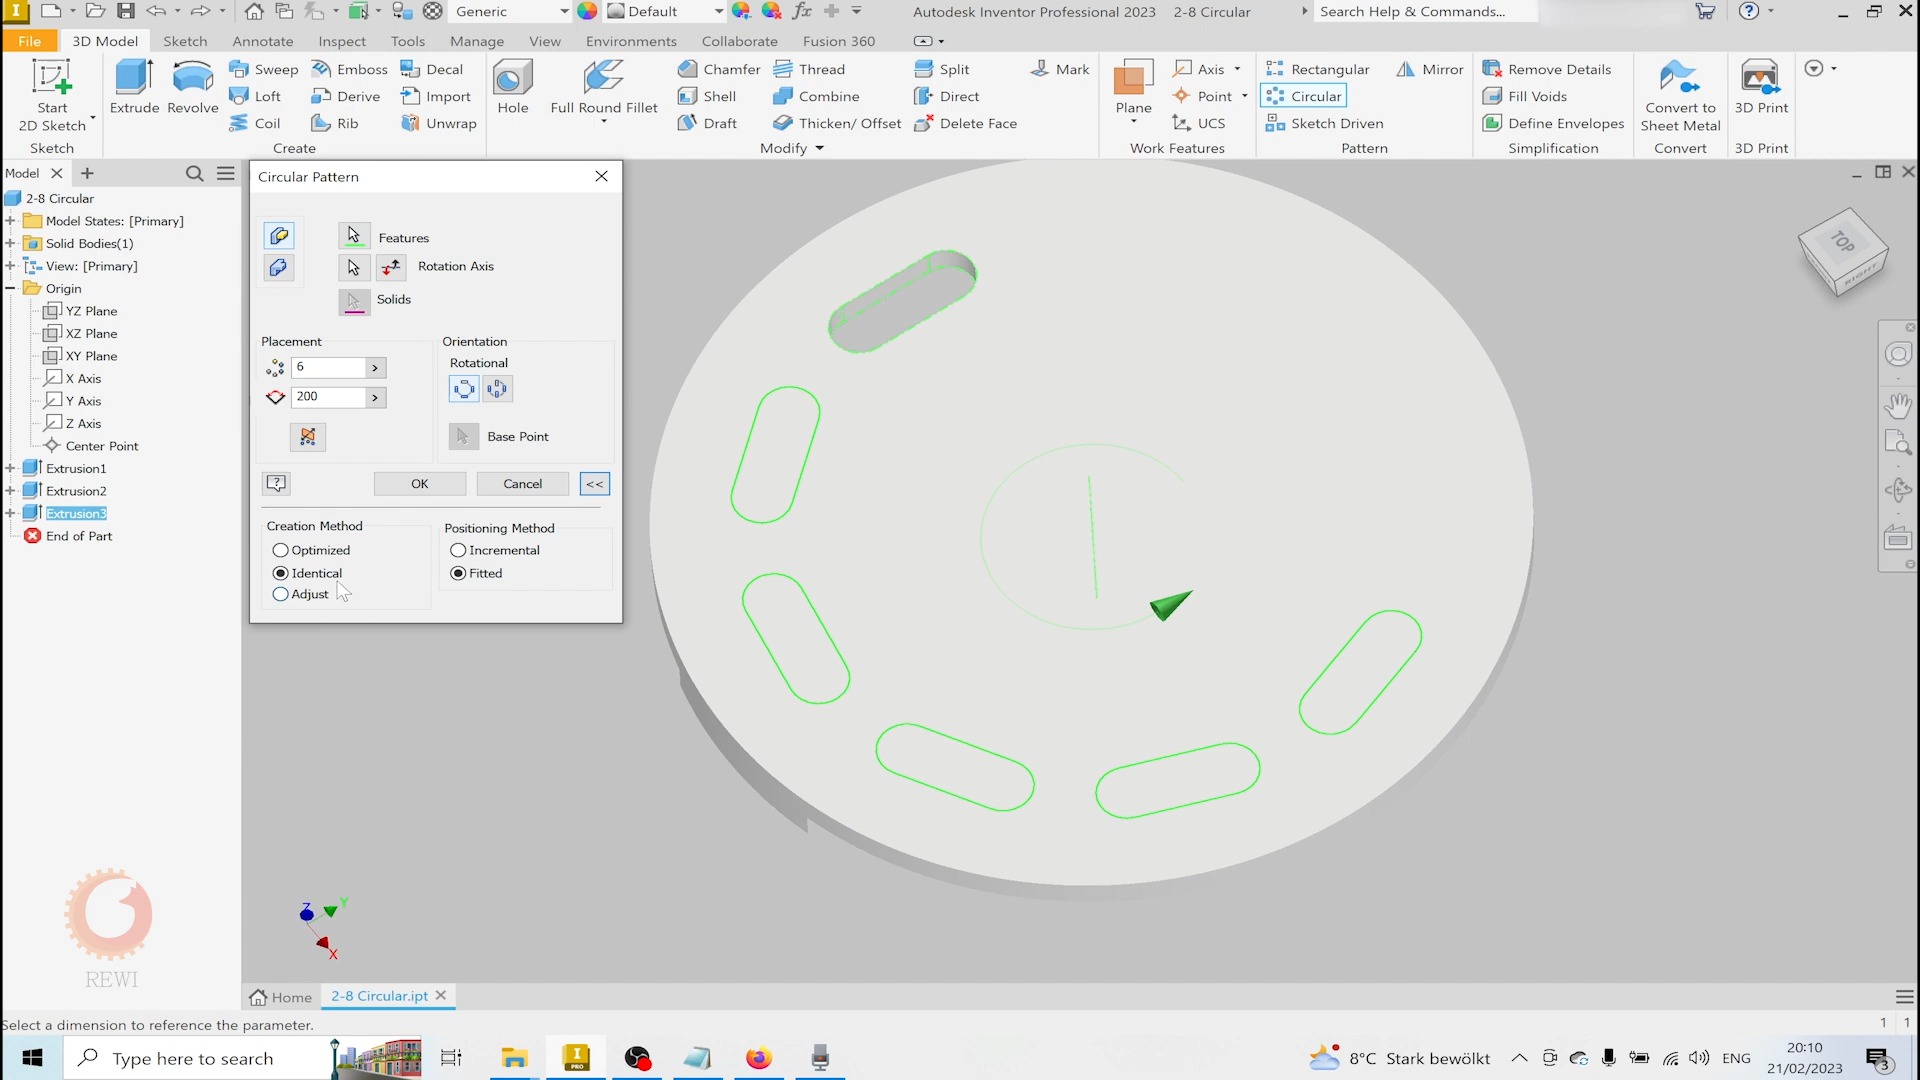 Generic
Default
fx
Autodesk Inventor Professional 2023
2-8 Circular
Search Help & Commands...
File
3D Model
Sketch
Annotate
Inspect
Tools
Manage
View
Environments
Collaborate
Fusion 360
Start
2D Sketch
Sketch
Extrude
Revolve
Sweep
Loft
Coil
Emboss
Derive
Rib
Decal
Import
Unwrap
Create
Hole
Full Round Fillet
Chamfer
Shell
Draft
Thread
Combine
Thicken/ Offset
Split
Direct
Delete Face
Mark
Modify
Plane
Axis
Point
UCS
Work Features
Rectangular
Circular
Sketch Driven
Mirror
Pattern
Remove Details
Fill Voids
Define Envelopes
Simplification
Convert to
Sheet Metal
Convert
3D Print
3D Print
Model
2-8 Circular
Model States: [Primary]
Solid Bodies(1)
View: [Primary]
Origin
YZ Plane
XZ Plane
XY Plane
X Axis
Y Axis
Z Axis
Center Point
Extrusion1
Extrusion2
Extrusion3
End of Part
Circular Pattern
Features
Rotation Axis
Solids
Placement
6
200
Orientation
Rotational
Base Point
OK
Cancel
<<
Creation Method
Optimized
Identical
Adjust
Positioning Method
Incremental
Fitted
TOP
RIGHT
Z
Y
X
REWI
Home
2-8 Circular.ipt
Select a dimension to reference the parameter.
1
1
Type here to search
PRO
8°C Stark bewölkt
ENG
20:10
21/02/2023
3